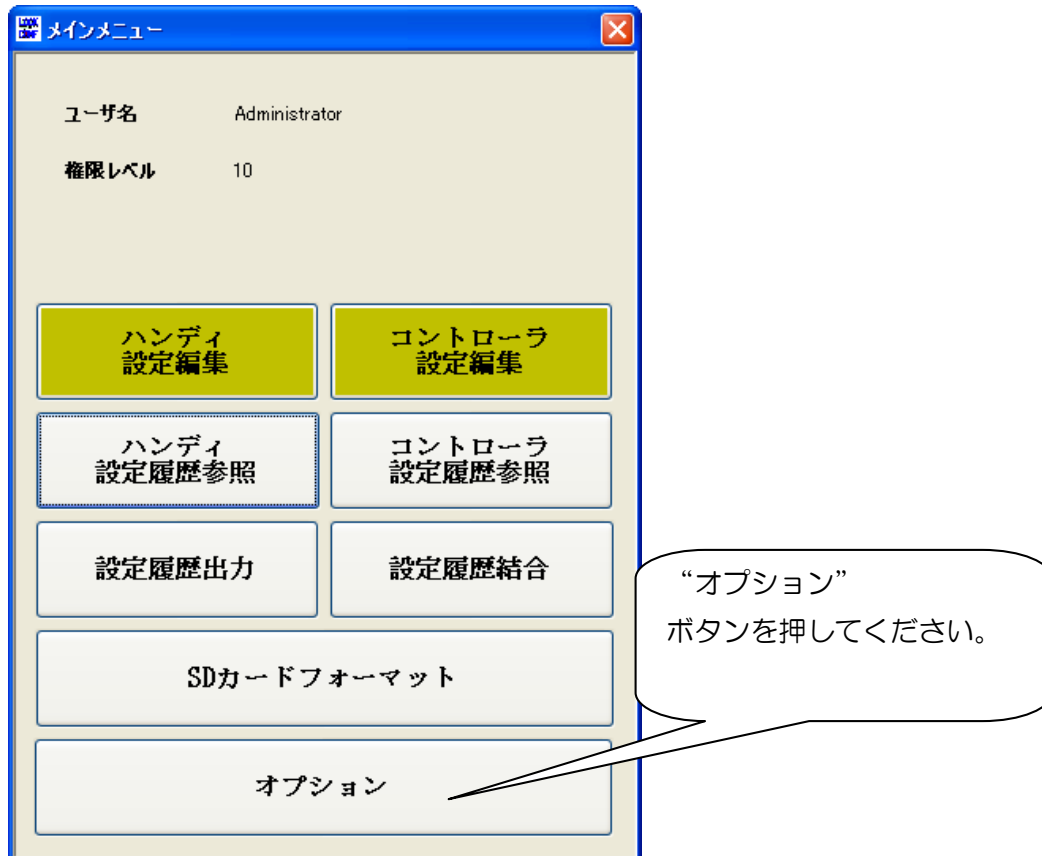 メインメニュー
ユーザ名 Administrator
権限レベル 10
ハンディ
設定編集
コントローラ
設定編集
ハンディ
設定履歴参照
コントローラ
設定履歴参照
設定履歴出力
設定履歴結合
SDカードフォーマット
オプション
“オプション”
ボタンを押してください。